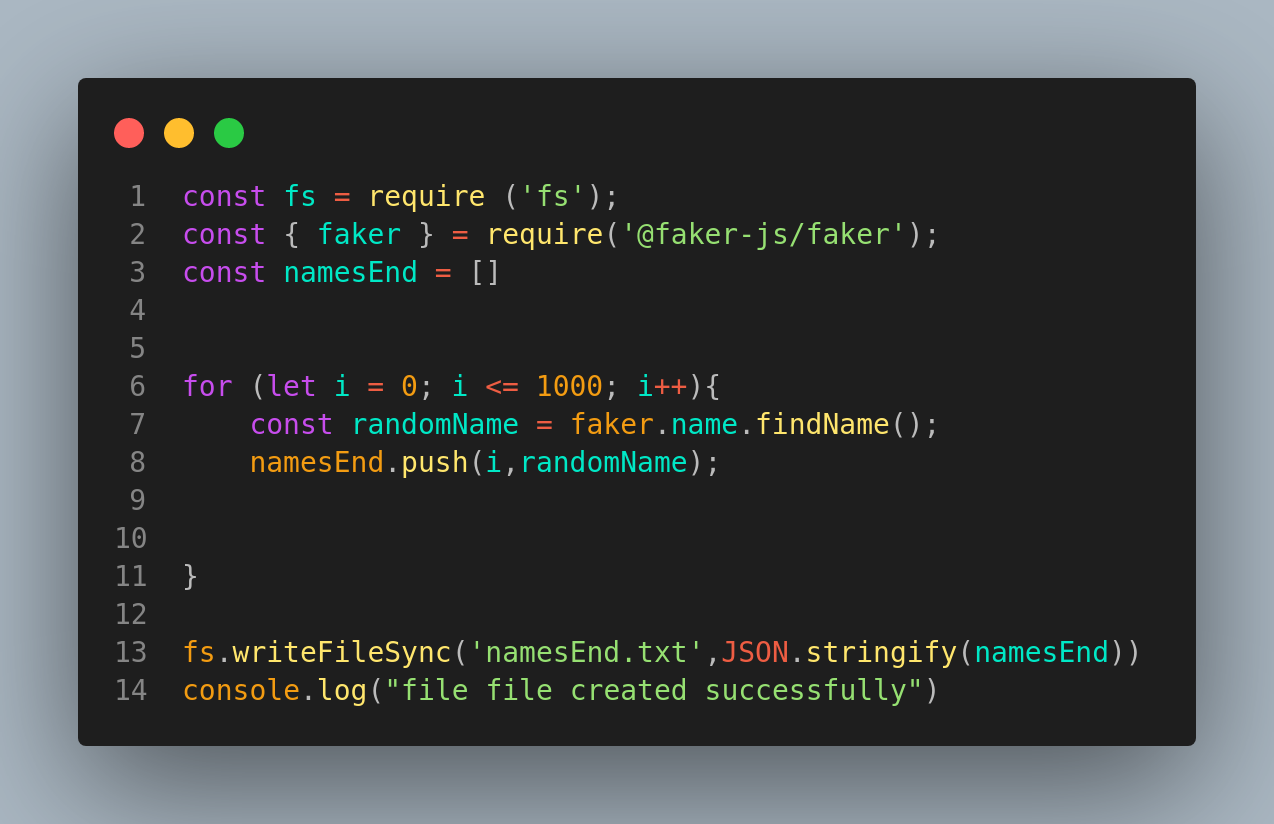 1 const fs = require ('fs');
2 const { faker } = require('@faker-js/faker');
3 const namesEnd = []
4
5
6 for (let i = 0; i <= 1000; i++){
7     const randomName = faker.name.findName();
8     namesEnd.push(i,randomName);
9
10
11 }
12
13 fs.writeFileSync('namesEnd.txt',JSON.stringify(namesEnd))
14 console.log("file file created successfully")